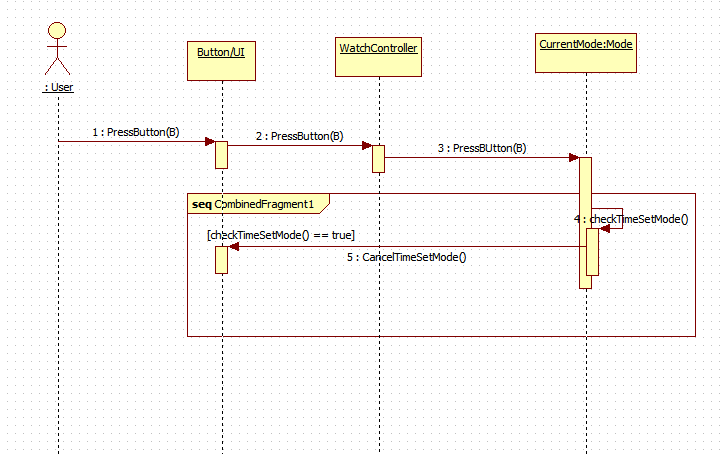 Button/UI
WatchController
CurrentMode:Mode
: User
1 : PressButton(B)
2 : PressButton(B)
3 : PressBUtton(B)
seq CombinedFragment1
4 : checkTimeSetMode()
[checkTimeSetMode() == true]
5 : CancelTimeSetMode()